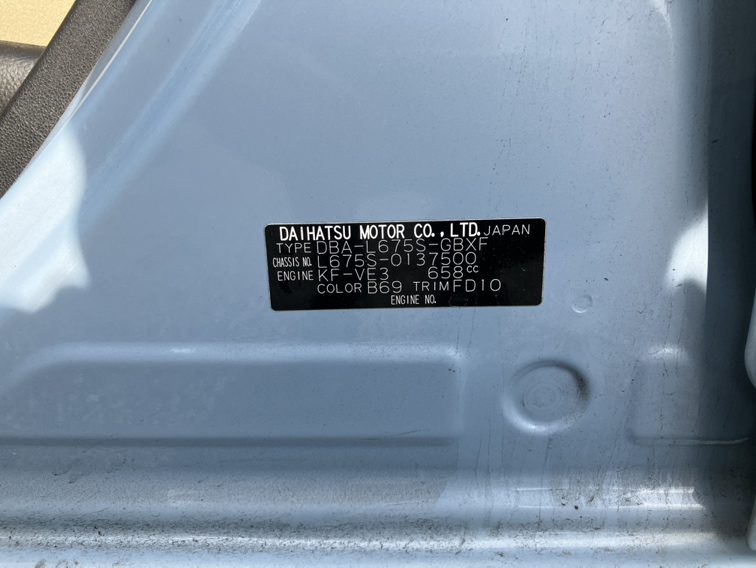 DAIHATSU MOTOR CO., LTD. JAPAN
TYPE DBA-L675S-GBXF
CHASSIS NO. L675S-0137500
ENGINE KF-VE3 658cc
COLOR B69 TRIM FD10
ENGINE NO.